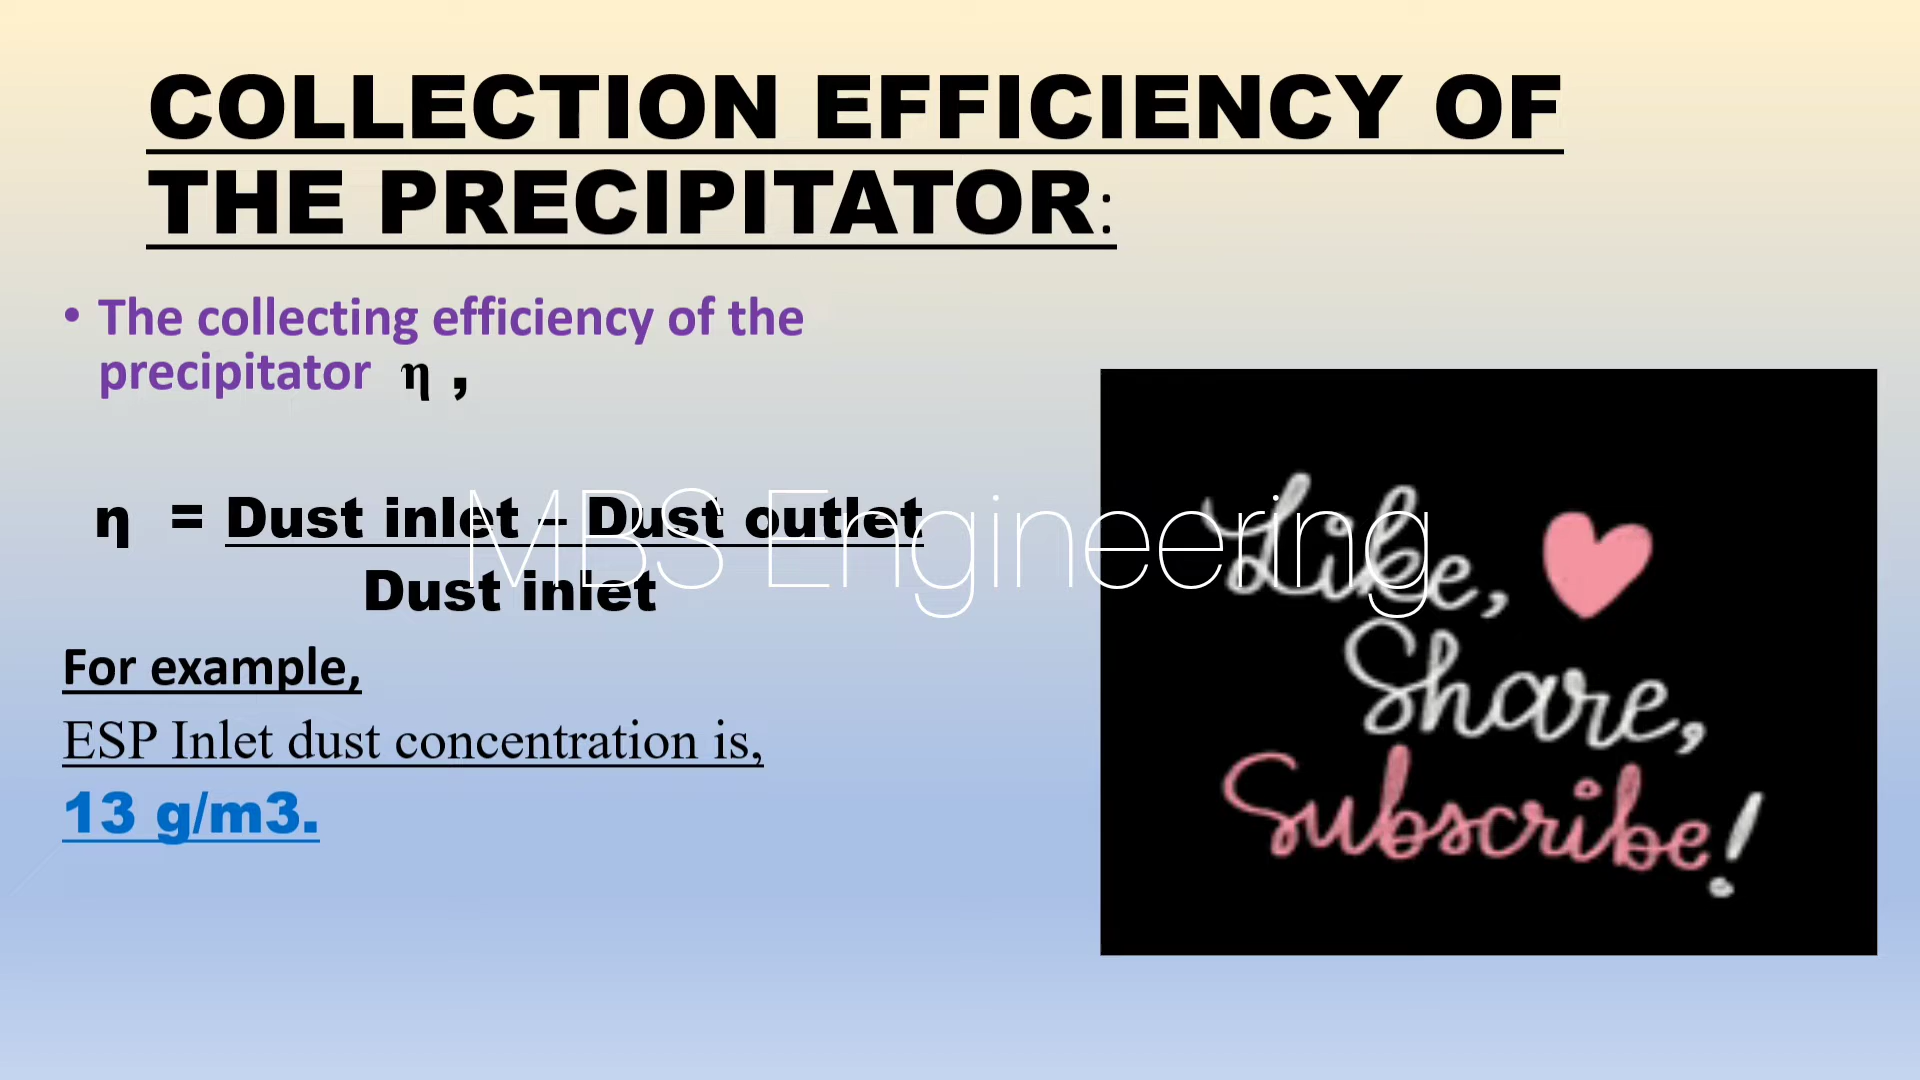 COLLECTION EFFICIENCY OF
THE PRECIPITATOR:
• The collecting efficiency of the
precipitator η ,
η = Dust inlet – Dust outlet
Dust inlet
MBS Engineering
For example,
ESP Inlet dust concentration is,
13 g/m3.
Like,
Share,
Subscribe!